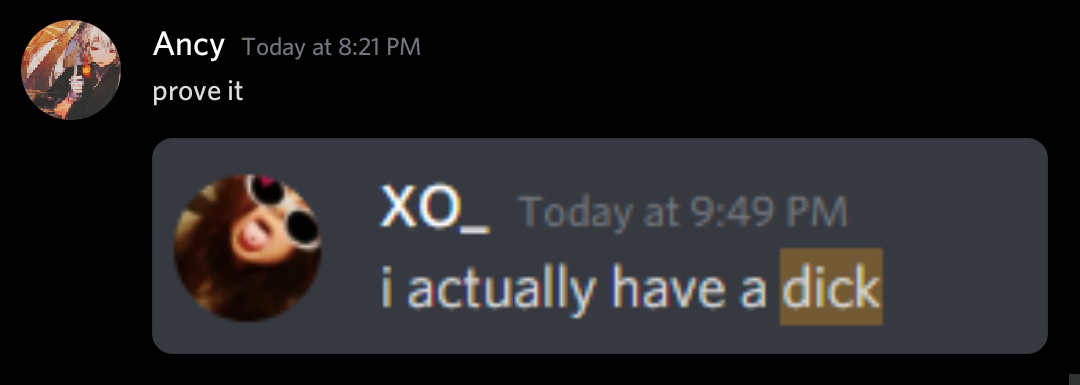 Ancy Today at 8:21 PM
prove it
XO_ Today at 9:49 PM
i actually have a dick